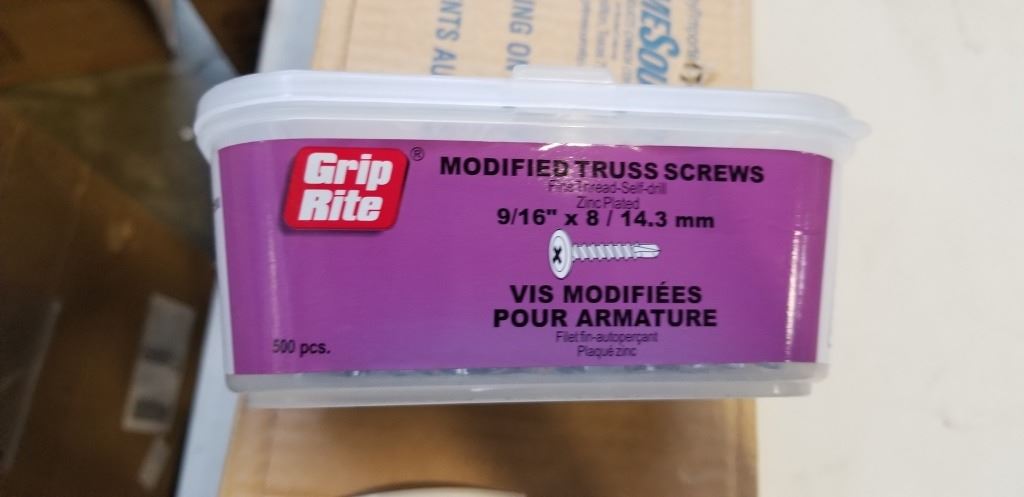 Grip
Rite®
MODIFIED TRUSS SCREWS
Fine Thread-Self-drill
Zinc Plated
9/16" x 8 / 14.3 mm
VIS MODIFIÉES
POUR ARMATURE
Filet fin-autoperçant
Plaqué zinc
500 pcs.